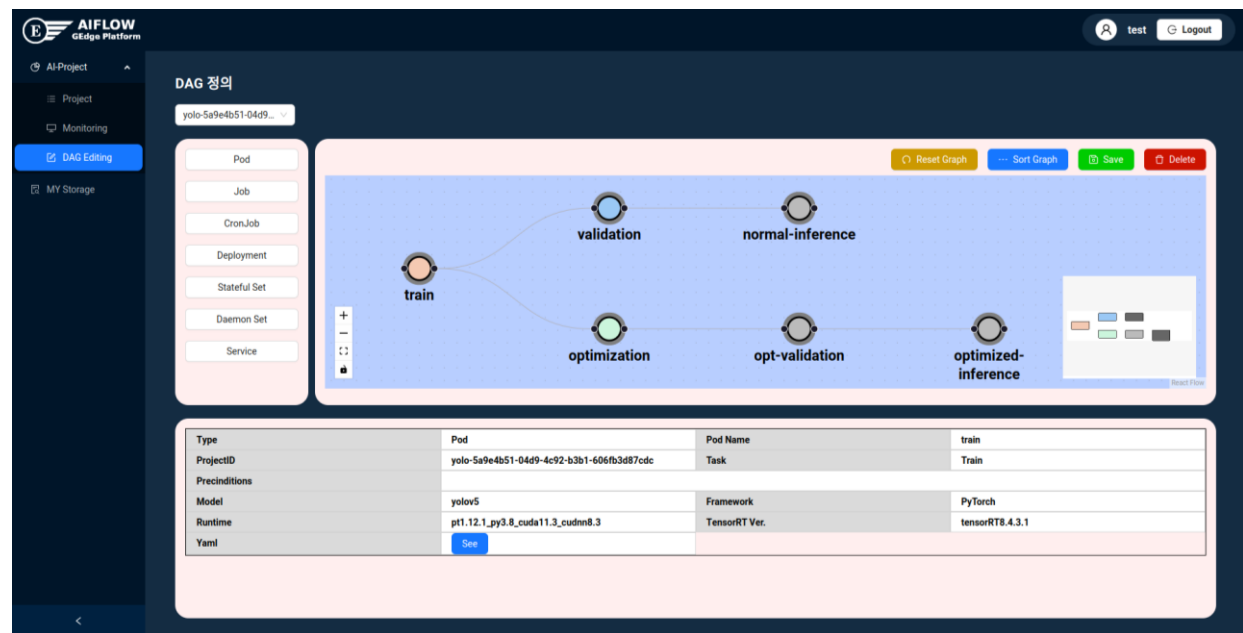 E
AIFLOW
GEdge Platform
test
Logout
AI-Project
Project
Monitoring
DAG Editing
MY Storage
DAG 정의
yolo-5a9e4b51-04d9...
Pod
Job
CronJob
Deployment
Stateful Set
Daemon Set
Service
Reset Graph
Sort Graph
Save
Delete
validation
normal-inference
train
optimization
opt-validation
optimized-
inference
React Flow
Type Pod Pod Name train
ProjectID yolo-5a9e4b51-04d9-4c92-b3b1-606fb3d87cdc Task Train
Precinditions
Model yolov5 Framework PyTorch
Runtime pt1.12.1_py3.8_cuda11.3_cudnn8.3 TensorRT Ver. tensorRT8.4.3.1
Yaml See